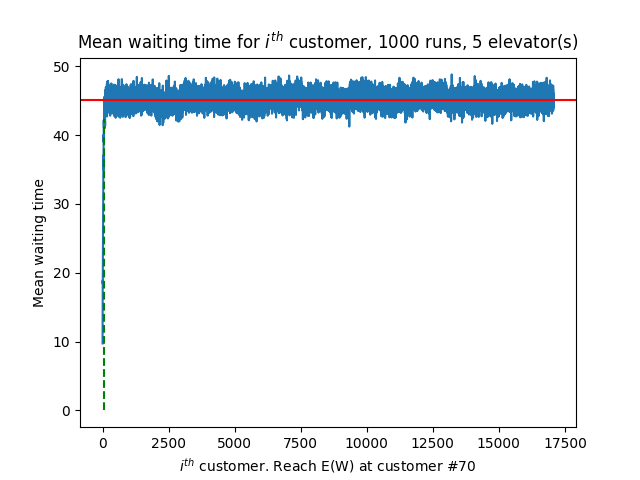 Mean waiting time for i^th customer, 1000 runs, 5 elevator(s)
50
40
30
20
10
0
Mean waiting time
0 2500 5000 7500 10000 12500 15000 17500
i^th customer. Reach E(W) at customer #70